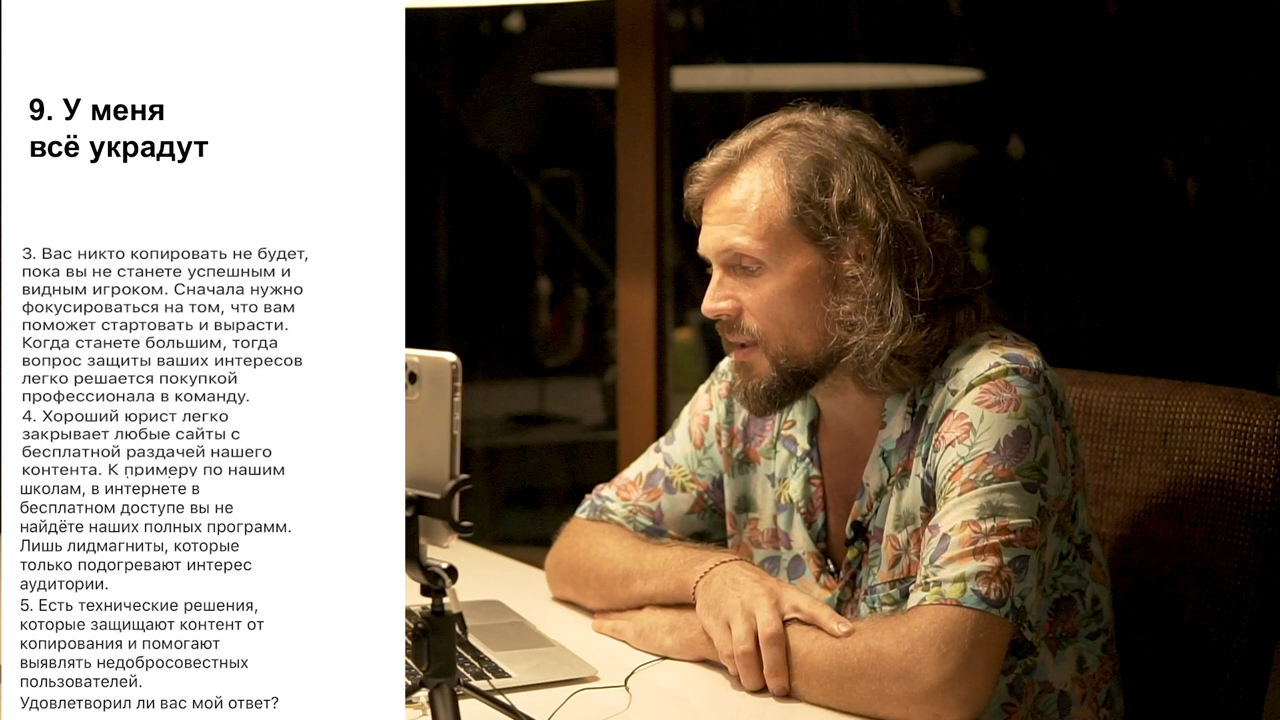 9. У меня
всё украдут
3. Вас никто копировать не будет,
пока вы не станете успешным и
видным игроком. Сначала нужно
фокусироваться на том, что вам
поможет стартовать и вырасти.
Когда станете большим, тогда
вопрос защиты ваших интересов
легко решается покупкой
профессионала в команду.
4. Хороший юрист легко
закрывает любые сайты с
бесплатной раздачей нашего
контента. К примеру по нашим
школам, в интернете в
бесплатном доступе вы не
найдёте наших полных программ.
Лишь лидмагниты, которые
только подогревают интерес
аудитории.
5. Есть технические решения,
которые защищают контент от
копирования и помогают
выявлять недобросовестных
пользователей.
Удовлетворил ли вас мой ответ?